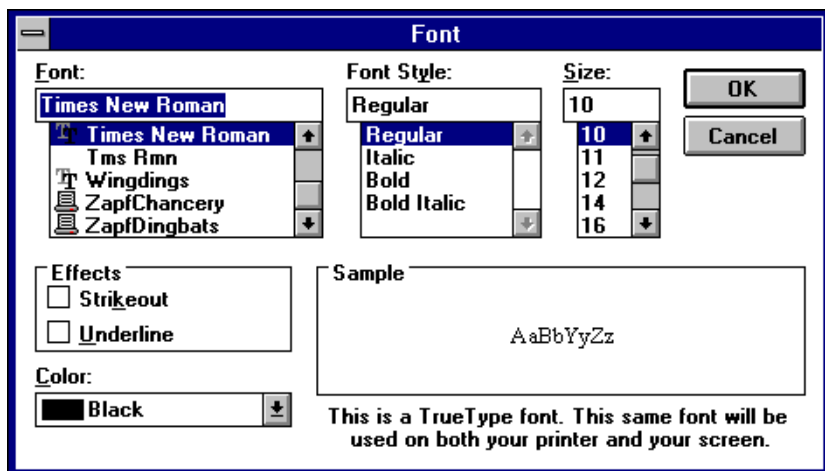 Font
Font:
Times New Roman
Times New Roman
Tms Rmn
Wingdings
ZapfChancery
ZapfDingbats
Font Style:
Regular
Regular
Italic
Bold
Bold Italic
Size:
10
10
11
12
14
16
OK
Cancel
Effects
Strikeout
Underline
Color:
Black
Sample
AaBbYyZz
This is a TrueType font. This same font will be
used on both your printer and your screen.